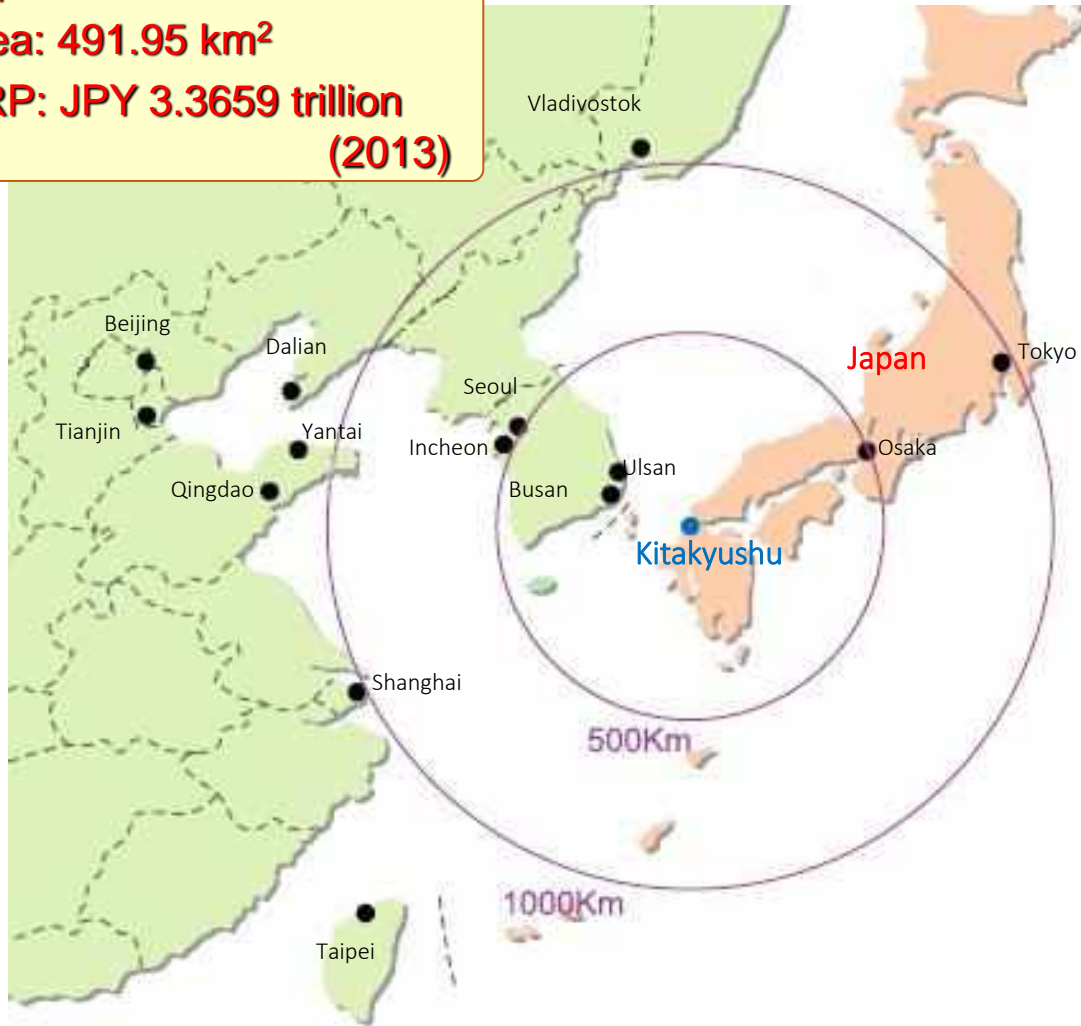 ea: 491.95 km²
RP: JPY 3.3659 trillion
(2013)
Vladivostok
Beijing
Dalian
Japan
Tokyo
Seoul
Tianjin
Yantai
Incheon
Osaka
Ulsan
Qingdao
Busan
Kitakyushu
Shanghai
500Km
1000Km
Taipei